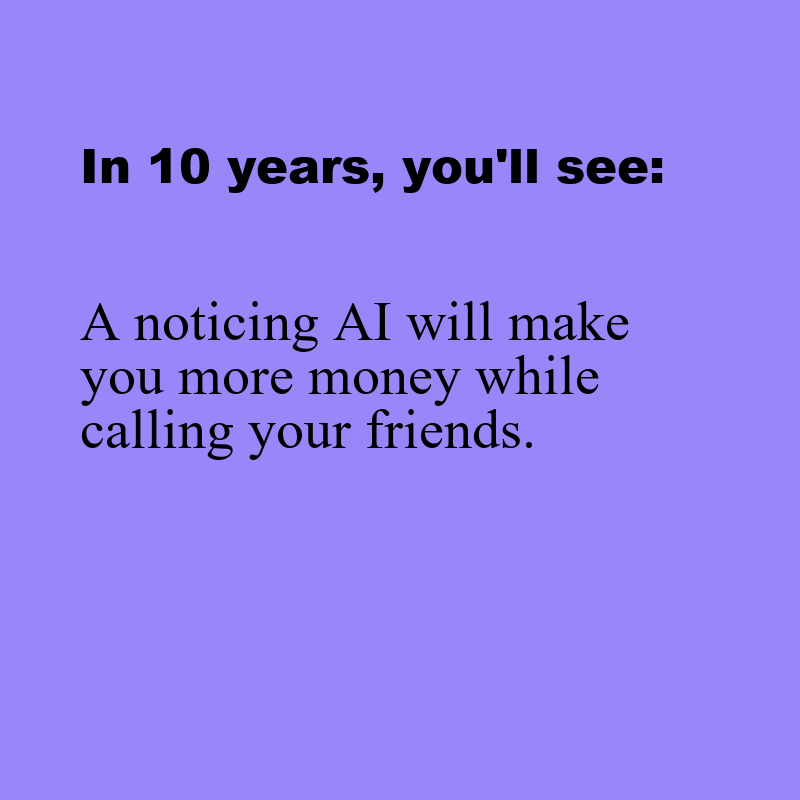 In 10 years, you'll see:
A noticing AI will make
you more money while
calling your friends.